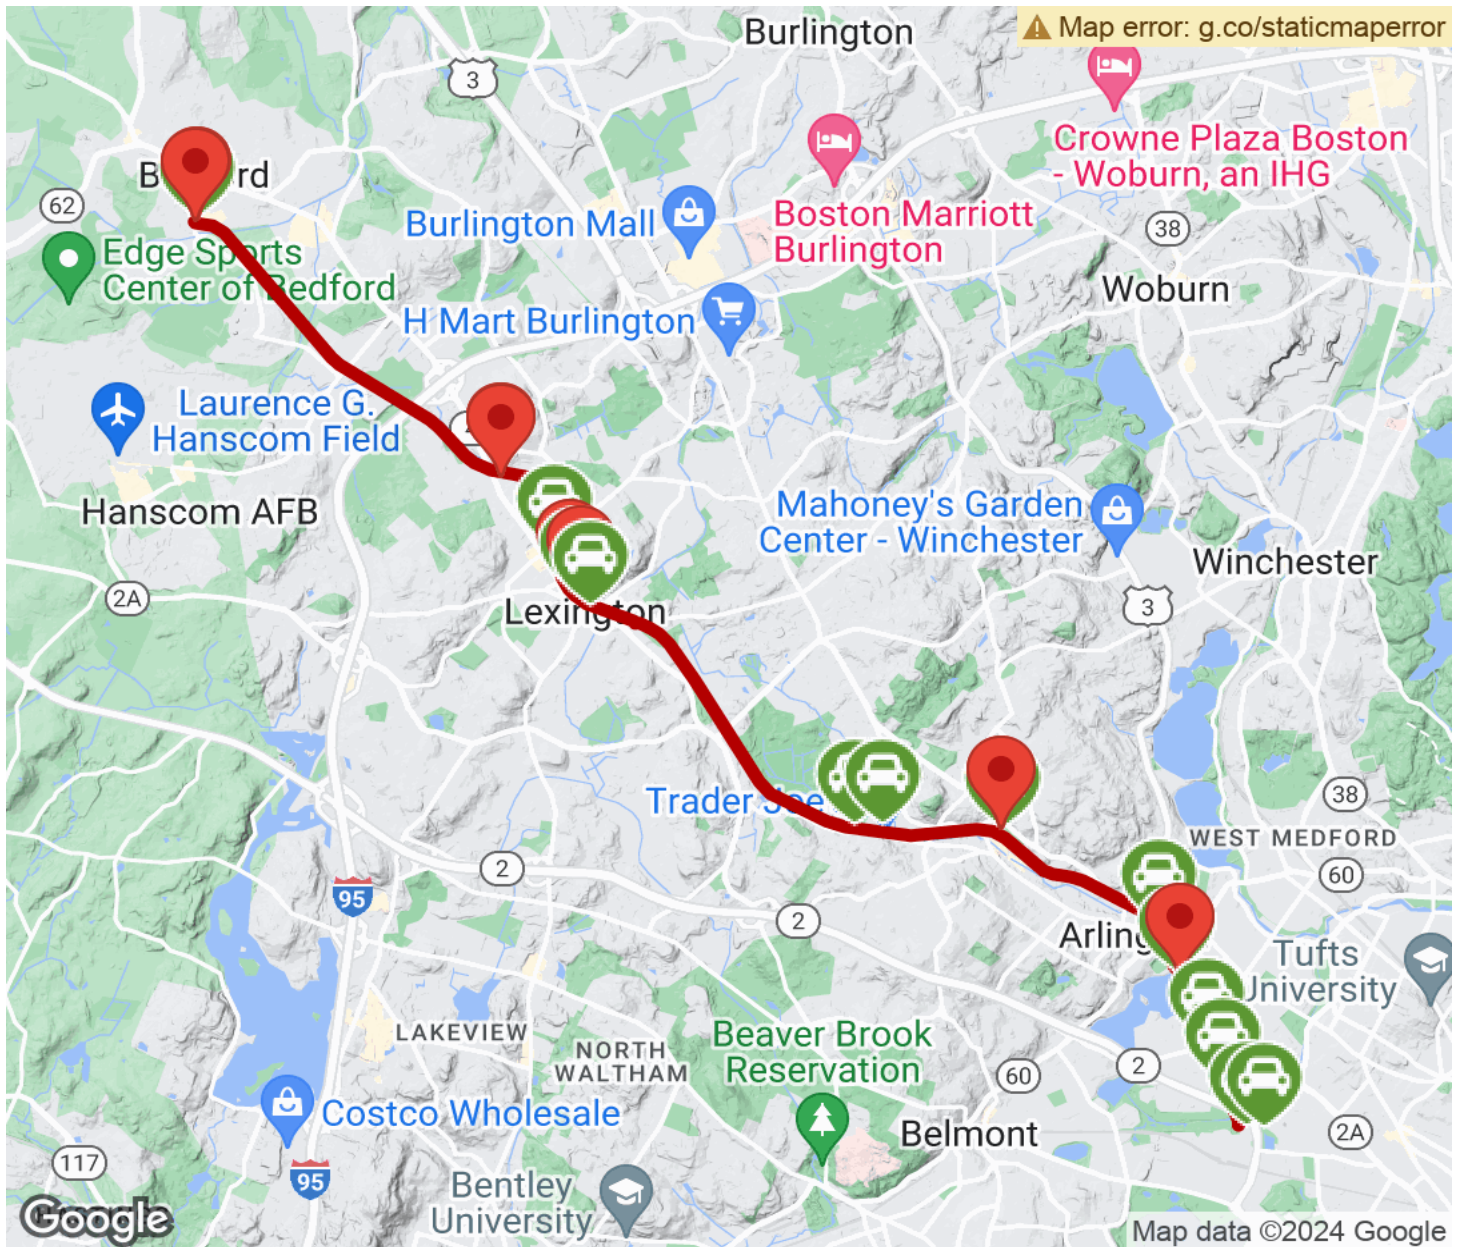 Burlington
Map error: g.co/staticmaperror
3
Crowne Plaza Boston
- Woburn, an IHG
B rd
62
Burlington Mall
Boston Marriott
Burlington
38
Edge Sports
Center of Bedford
Woburn
H Mart Burlington
Laurence G.
Hanscom Field
Hanscom AFB
Mahoney's Garden
Center - Winchester
Winchester
2A
3
Lexington
Trader Joe
38
WEST MEDFORD
2
60
95
2
Arling
Tufts
University
LAKEVIEW
NORTH
WALTHAM
Beaver Brook
Reservation
2
60
Costco Wholesale
Belmont
2A
117
95
Bentley
University
Google
Map data ©2024 Google